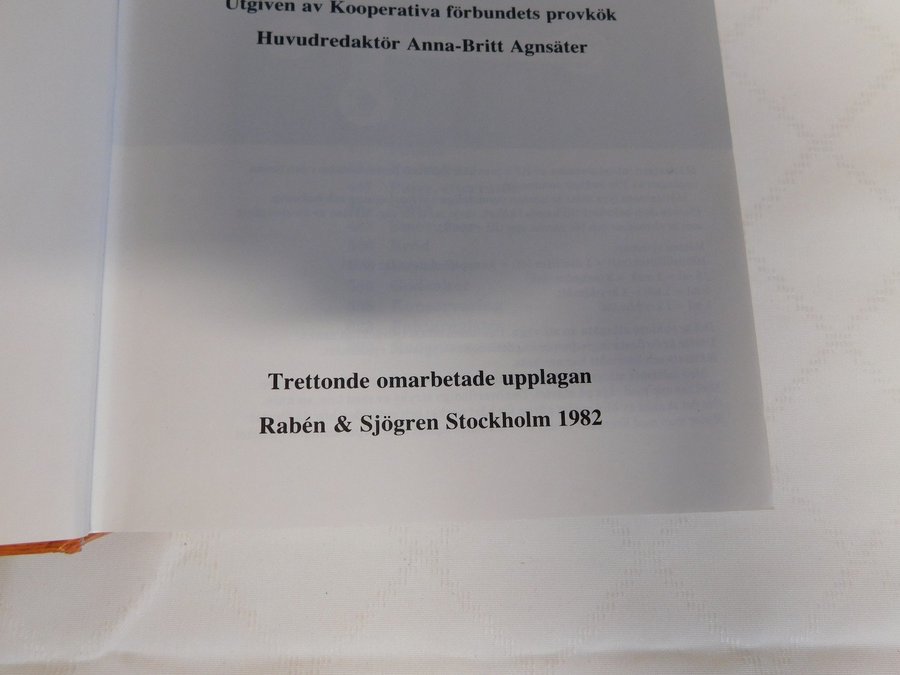 Utgiven av Kooperativa förbundets provkök
Huvudredaktör Anna-Britt Agnsäter
Trettonde omarbetade upplagan
Rabén & Sjögren Stockholm 1982